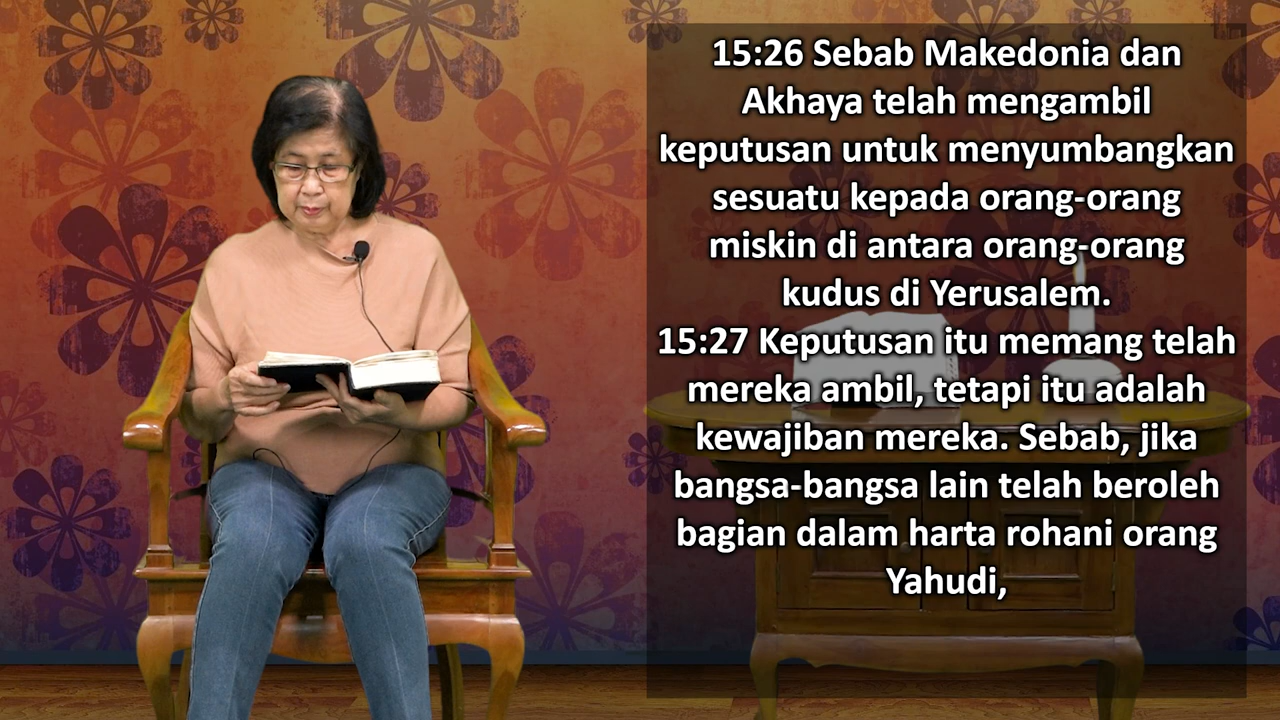 15:26 Sebab Makedonia dan
Akhaya telah mengambil
keputusan untuk menyumbangkan
sesuatu kepada orang-orang
miskin di antara orang-orang
kudus di Yerusalem.
15:27 Keputusan itu memang telah
mereka ambil, tetapi itu adalah
kewajiban mereka. Sebab, jika
bangsa-bangsa lain telah beroleh
bagian dalam harta rohani orang
Yahudi,